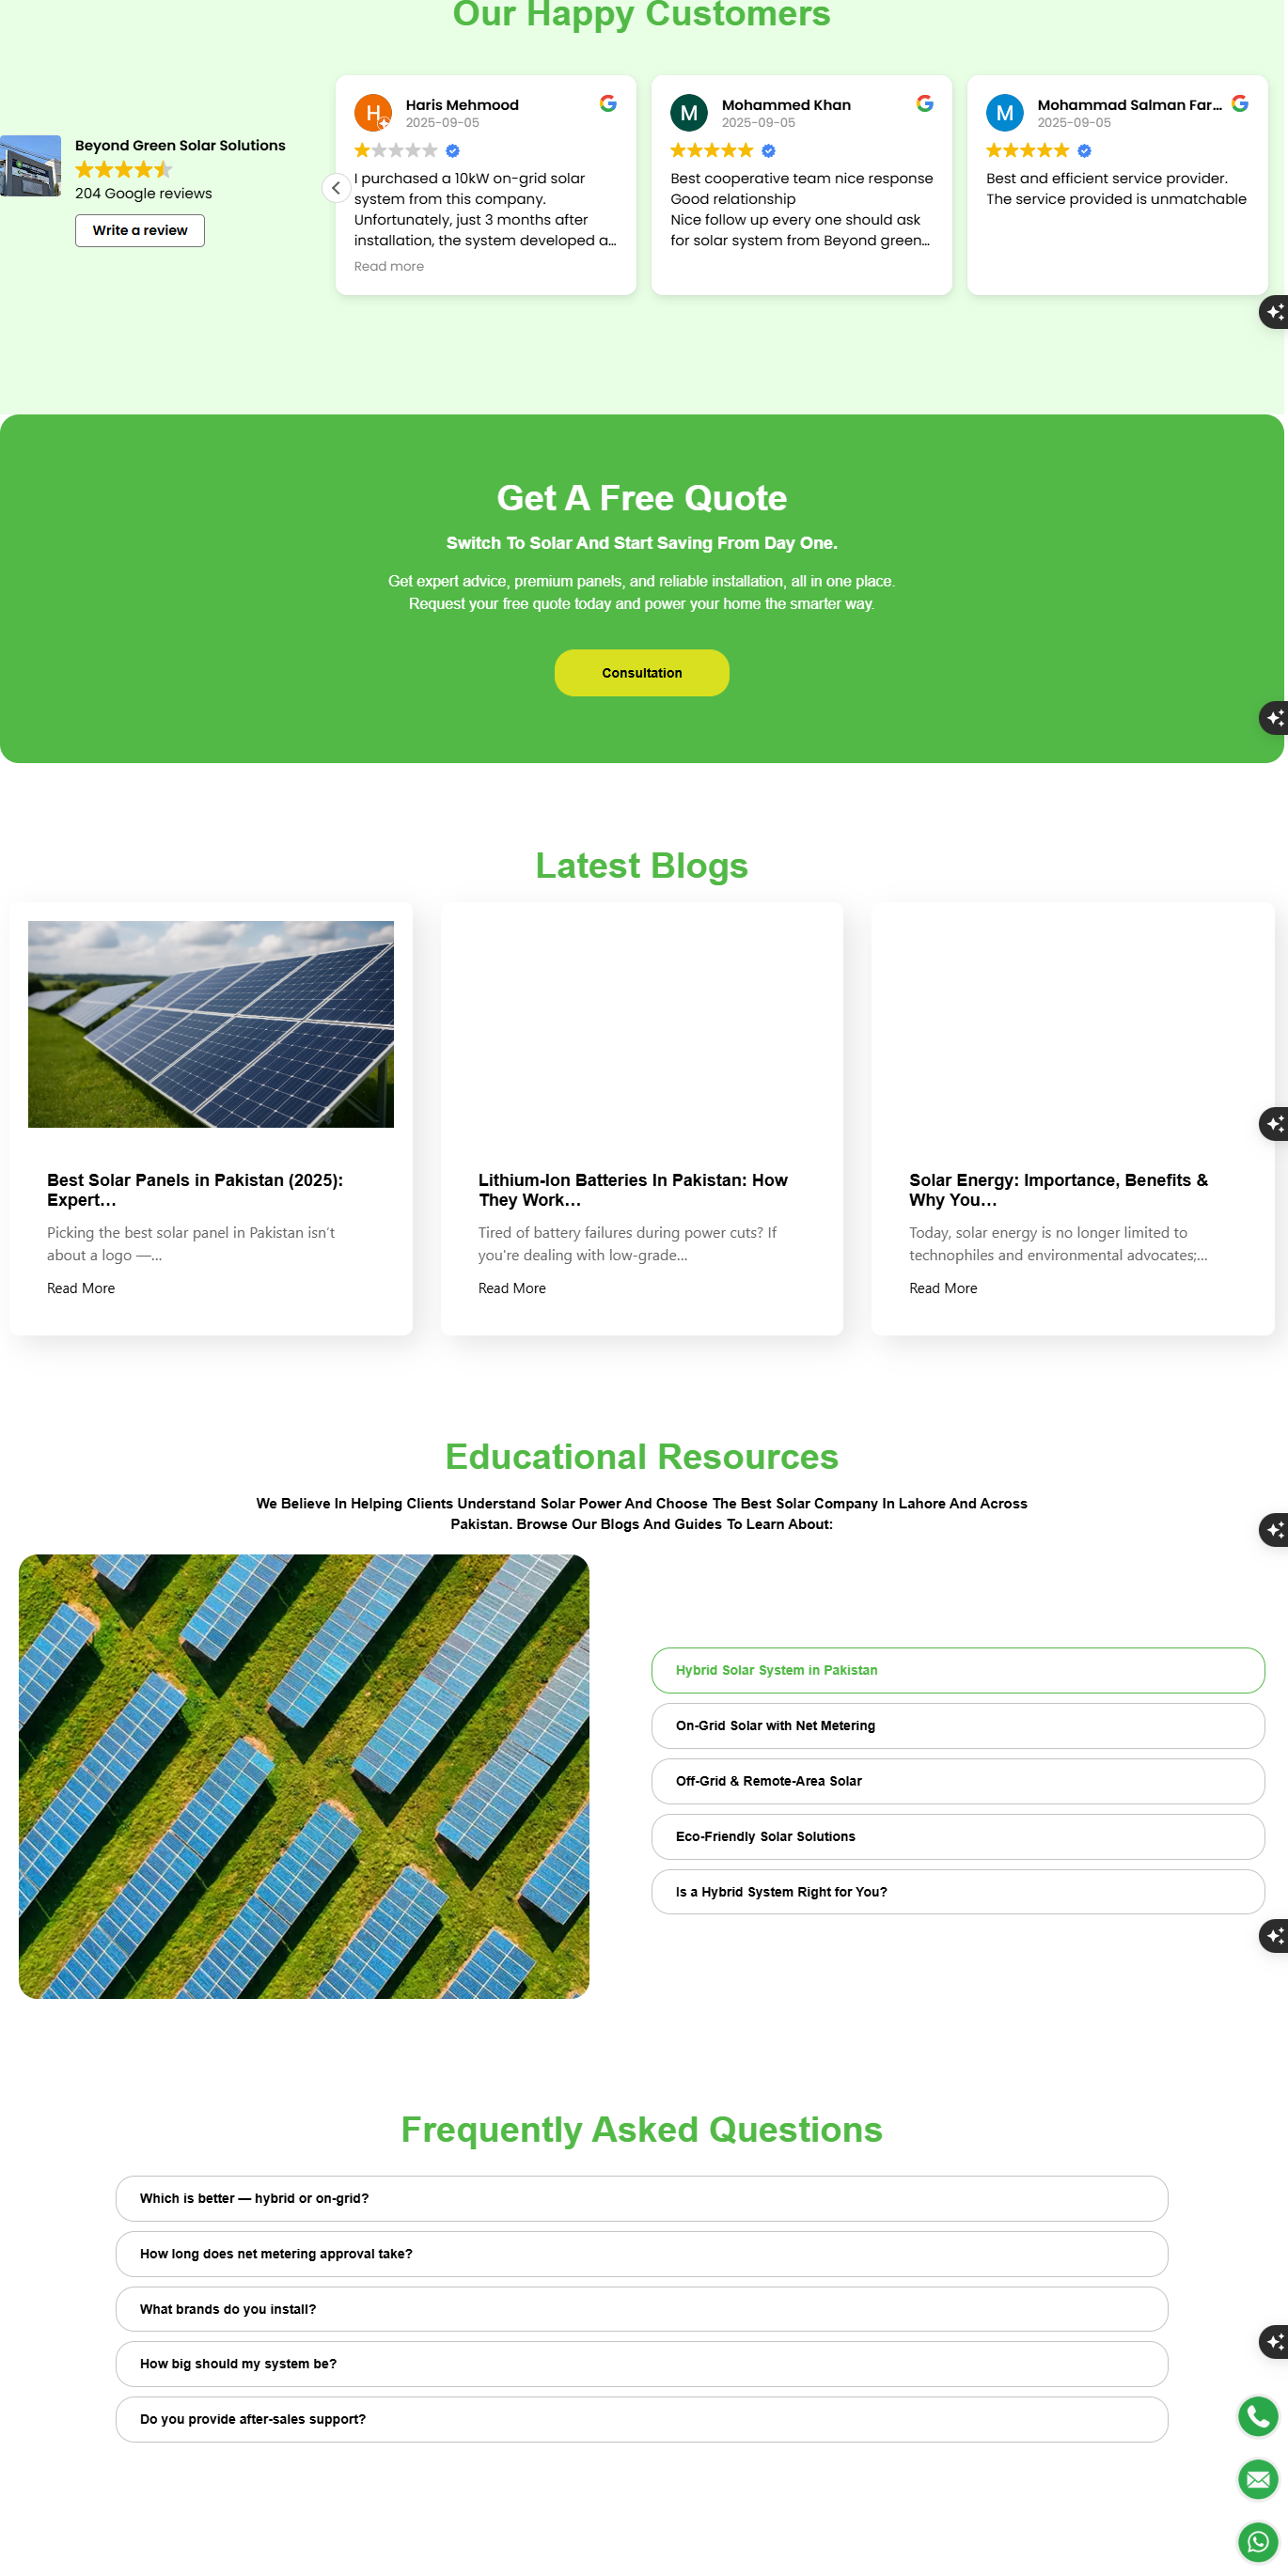 Our Happy Customers
Beyond Green Solar Solutions
204 Google reviews
Write a review
H
Haris Mehmood
2025-09-05
I purchased a 10kW on-grid solar
system from this company.
Unfortunately, just 3 months after
installation, the system developed a...
Read more
M
Mohammed Khan
2025-09-05
Best cooperative team nice response
Good relationship
Nice follow up every one should ask
for solar system from Beyond green...
M
Mohammad Salman Far...
2025-09-05
Best and efficient service provider.
The service provided is unmatchable
Get A Free Quote
Switch To Solar And Start Saving From Day One.
Get expert advice, premium panels, and reliable installation, all in one place.
Request your free quote today and power your home the smarter way.
Consultation
Latest Blogs
Best Solar Panels in Pakistan (2025):
Expert...
Picking the best solar panel in Pakistan isn't
about a logo —...
Read More
Lithium-Ion Batteries In Pakistan: How
They Work...
Tired of battery failures during power cuts? If
you're dealing with low-grade...
Read More
Solar Energy: Importance, Benefits &
Why You...
Today, solar energy is no longer limited to
technophiles and environmental advocates;...
Read More
Educational Resources
We Believe In Helping Clients Understand Solar Power And Choose The Best Solar Company In Lahore And Across
Pakistan. Browse Our Blogs And Guides To Learn About:
Hybrid Solar System in Pakistan
On-Grid Solar with Net Metering
Off-Grid & Remote-Area Solar
Eco-Friendly Solar Solutions
Is a Hybrid System Right for You?
Frequently Asked Questions
Which is better — hybrid or on-grid?
How long does net metering approval take?
What brands do you install?
How big should my system be?
Do you provide after-sales support?